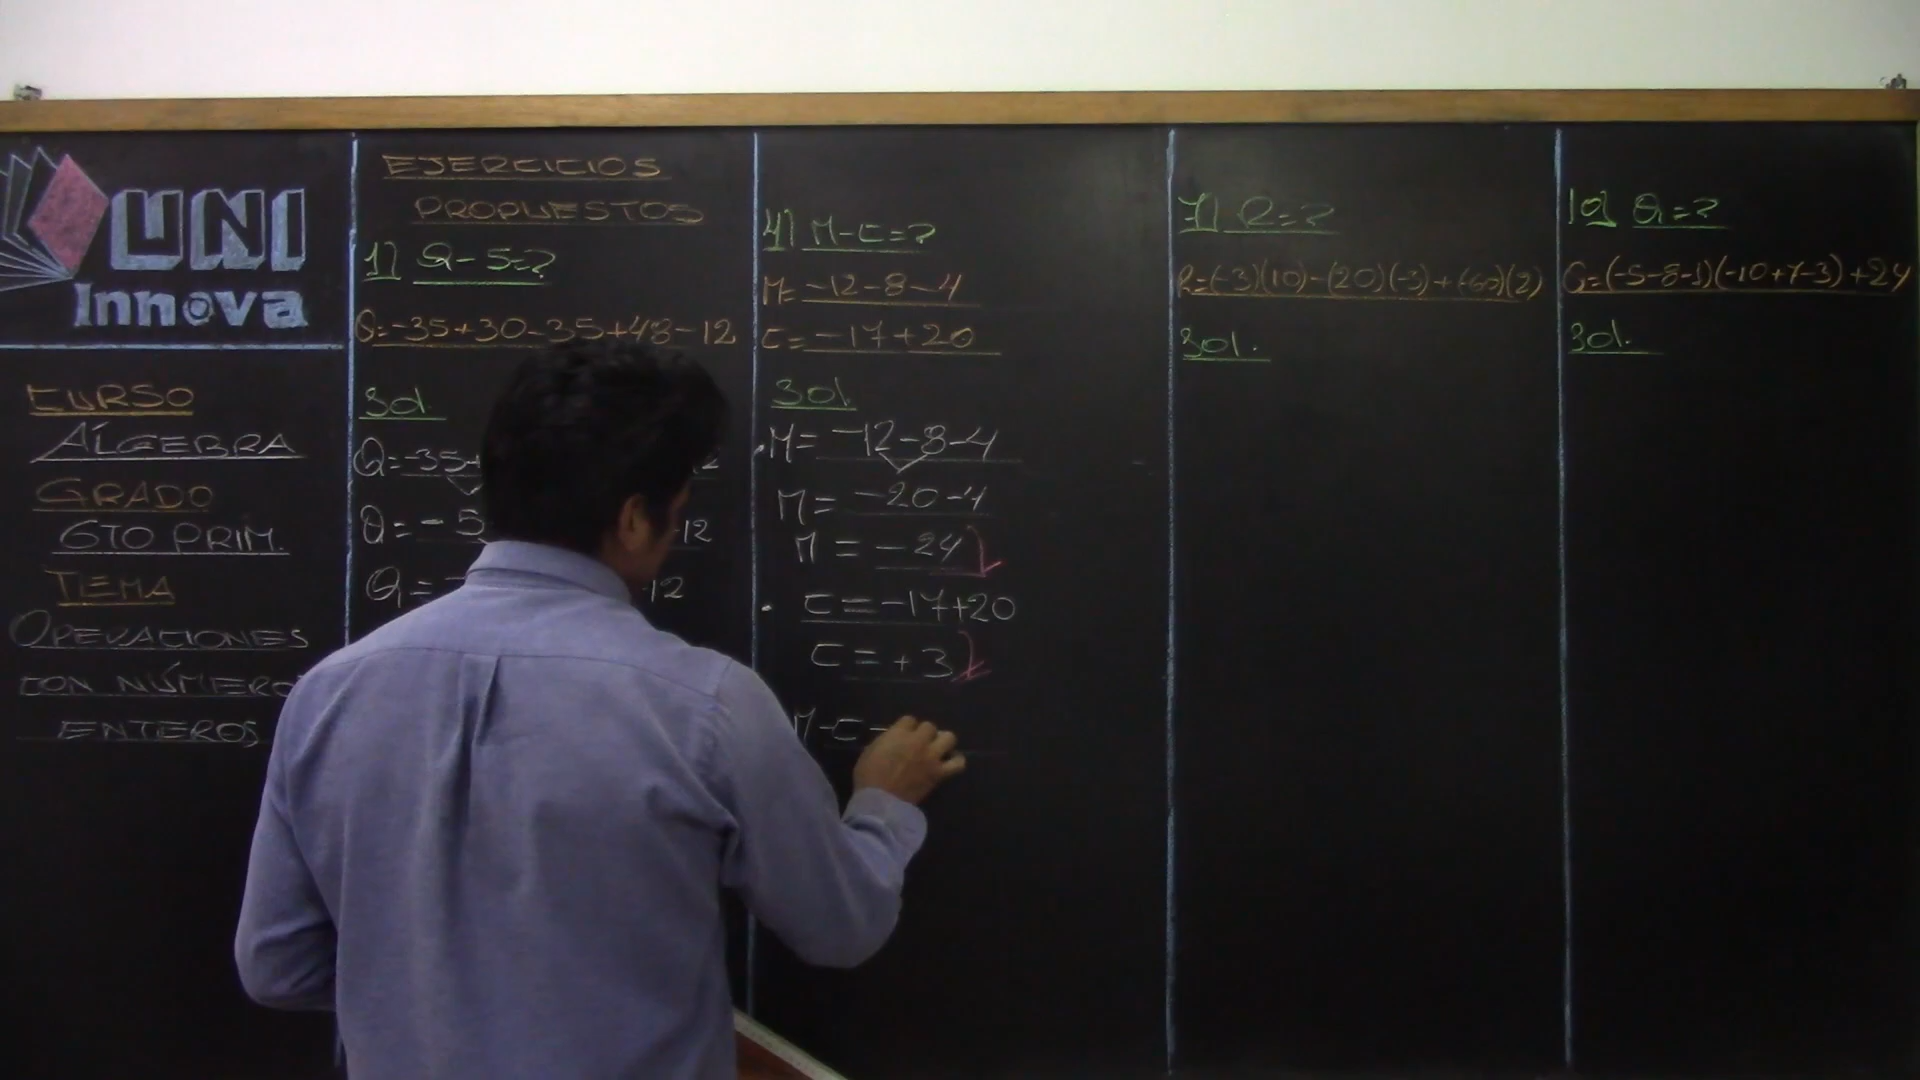 UNI
Innova
CURSO
ÁLGEBRA
GRADO
6TO PRIM.
TEMA
OPERACIONES
CON NÚMERO
ENTEROS
EJERCICIOS
PROPUESTOS
1) Q-5=?
Q=-35+30-35+48-12
Sol.
Q=-35+
Q=-5 -12
Q=- -12
4) M-C=?
M=-12-8-4
C=-17+20
Sol.
M=-12-8-4
M=-20-4
M=-24
C=-17+20
C=+3
M-C=
7) R=?
R=(-3)(10)-(20)(-3)+(-60)(2)
Sol.
10) Q=?
Q=(-5-8-1)(-10+7-3)+24
Sol.